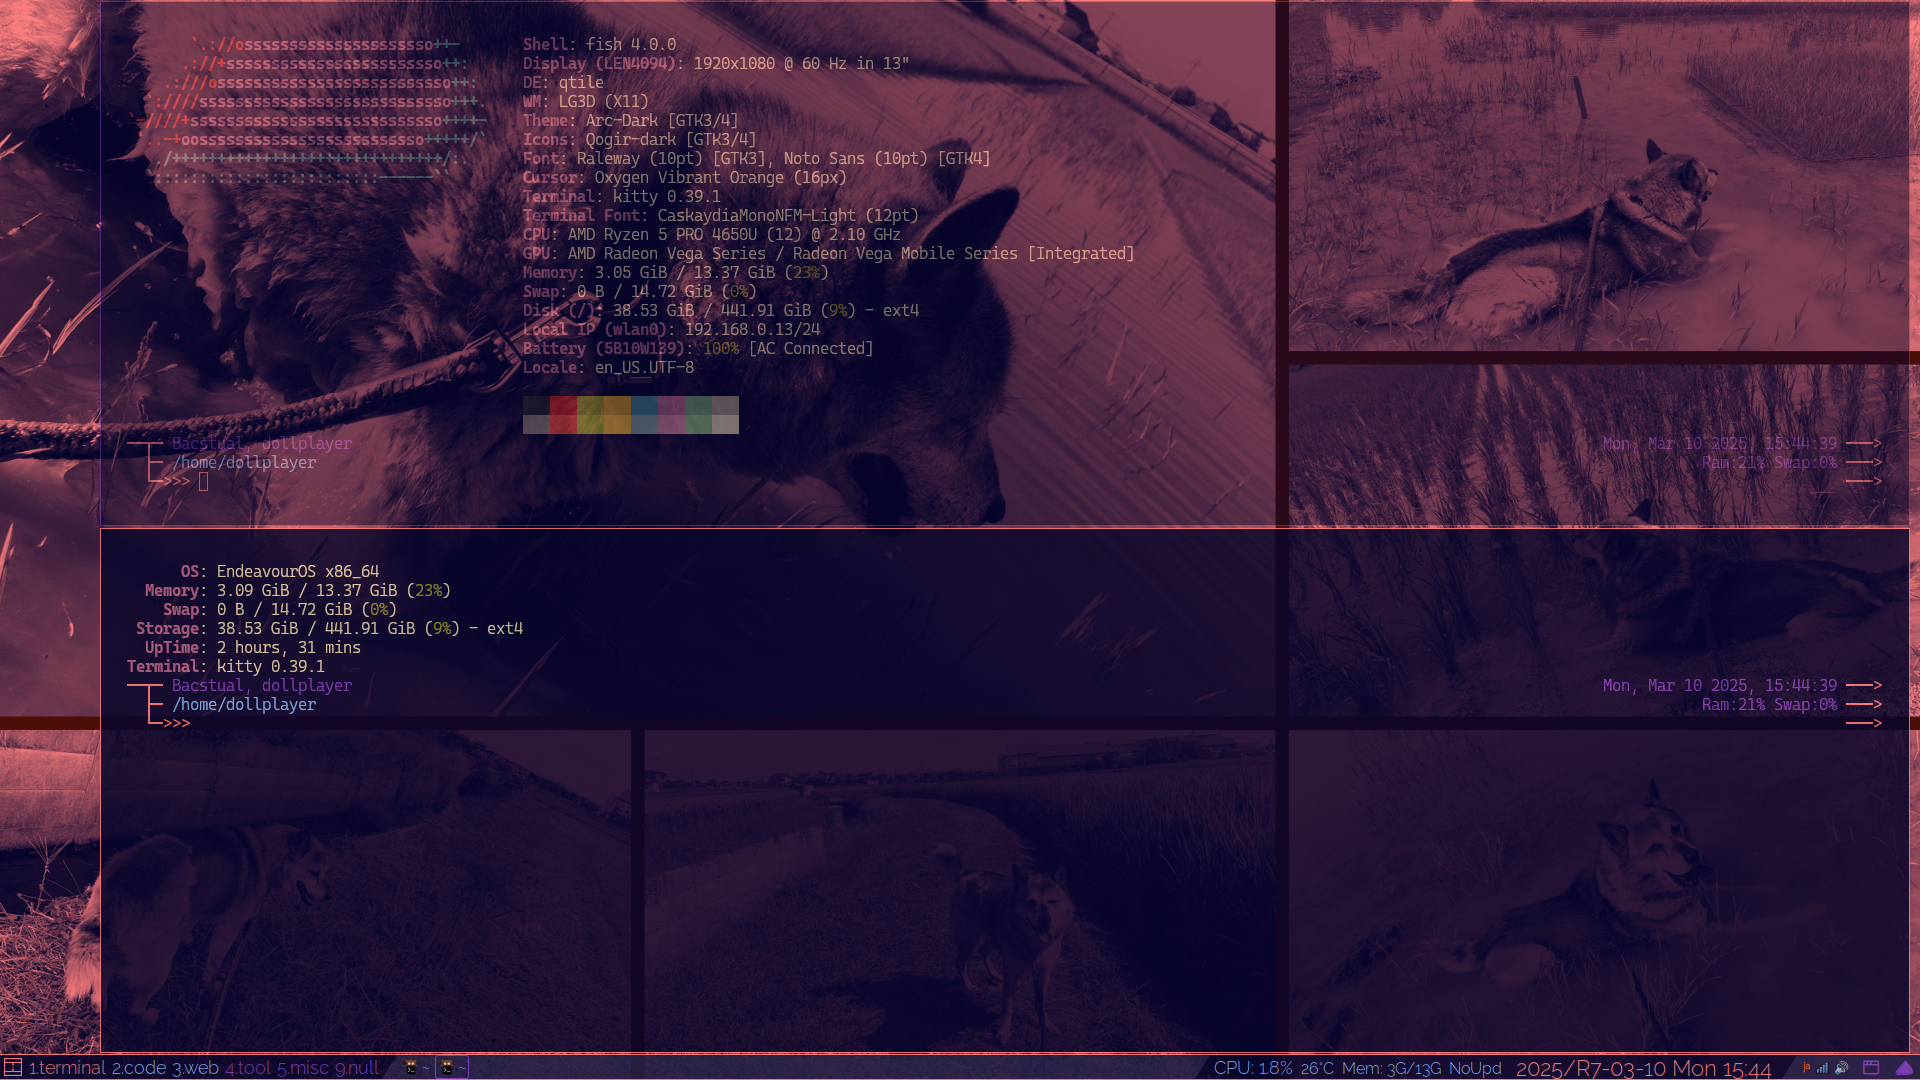 Shell: fish 4.0.0
Display (LEN4094): 1920x1080 @ 60 Hz in 13"
DE: qtile
WM: LG3D (X11)
Theme: Arc-Dark [GTK3/4]
Icons: Qogir-dark [GTK3/4]
Font: Raleway (10pt) [GTK3], Noto Sans (10pt) [GTK4]
Cursor: Oxygen Vibrant Orange (16px)
Terminal: kitty 0.39.1
Terminal Font: CaskaydiaMonoNFM-Light (12pt)
CPU: AMD Ryzen 5 PRO 4650U (12) @ 2.10 GHz
GPU: AMD Radeon Vega Series / Radeon Vega Mobile Series [Integrated]
Memory: 3.05 GiB / 13.37 GiB (23%)
Swap: 0 B / 14.72 GiB (0%)
Disk (/): 38.53 GiB / 441.91 GiB (9%) - ext4
Local IP (wlan0): 192.168.0.13/24
Battery (5B10W139): 100% [AC Connected]
Locale: en_US.UTF-8
Bacstual, dollplayer Mon, Mar 10 2025, 15:44:39
/home/dollplayer Ram:21% Swap:0%
>>>
OS: EndeavourOS x86_64
Memory: 3.09 GiB / 13.37 GiB (23%)
Swap: 0 B / 14.72 GiB (0%)
Storage: 38.53 GiB / 441.91 GiB (9%) - ext4
UpTime: 2 hours, 31 mins
Terminal: kitty 0.39.1
Bacstual, dollplayer Mon, Mar 10 2025, 15:44:39
/home/dollplayer Ram:21% Swap:0%
>>>
1.terminal 2.code 3.web 4.tool 5.misc 9.null ~ ~ CPU: 1.8% 26°C Mem: 3G/13G NoUpd 2025/R7-03-10 Mon 15:44 ja